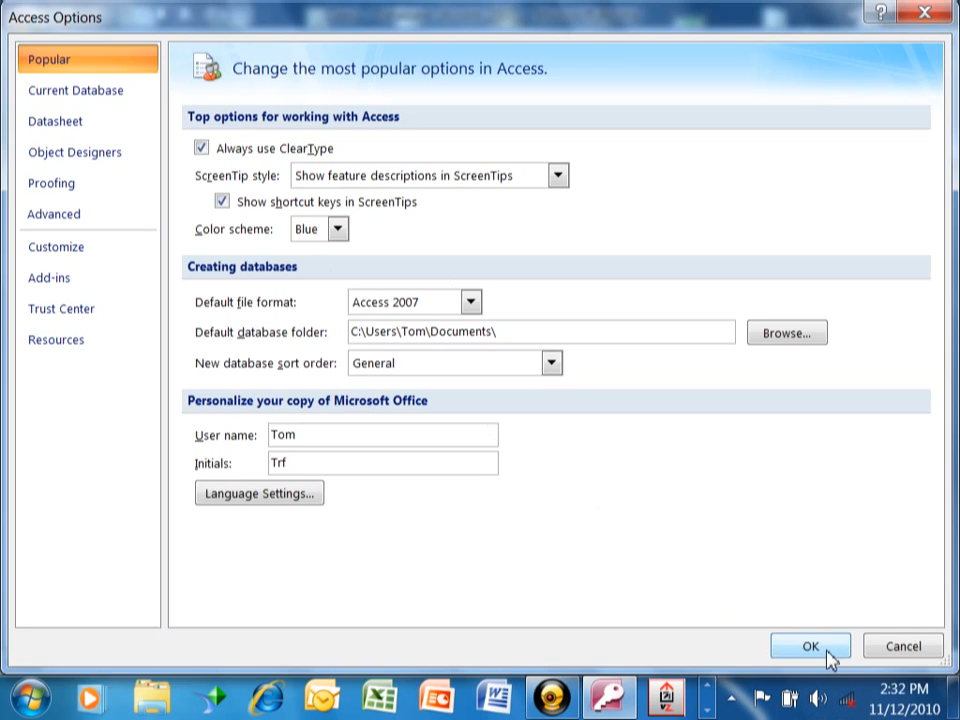 Access Options
Popular
Current Database
Datasheet
Object Designers
Proofing
Advanced
Customize
Add-ins
Trust Center
Resources
Change the most popular options in Access.
Top options for working with Access
Always use ClearType
ScreenTip style: Show feature descriptions in ScreenTips
Show shortcut keys in ScreenTips
Color scheme: Blue
Creating databases
Default file format: Access 2007
Default database folder: C:\Users\Tom\Documents\ Browse...
New database sort order: General
Personalize your copy of Microsoft Office
User name: Tom
Initials: Trf
Language Settings...
OK Cancel
2:32 PM
11/12/2010